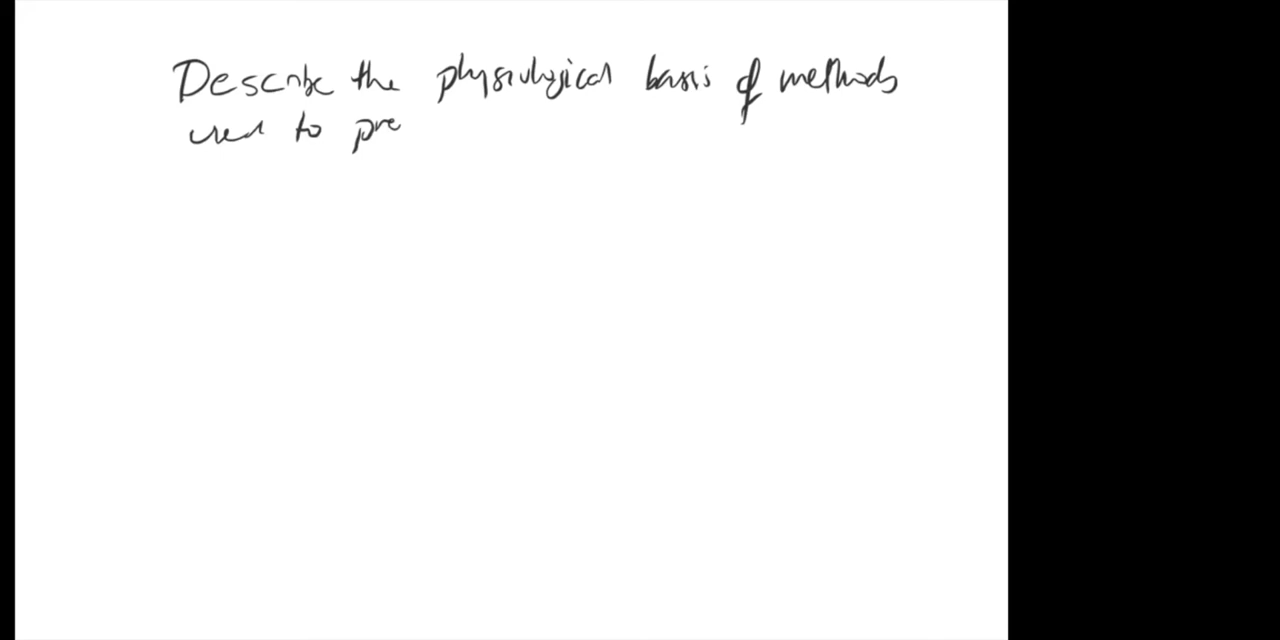 Describe the physiological basis of methods
used to pre